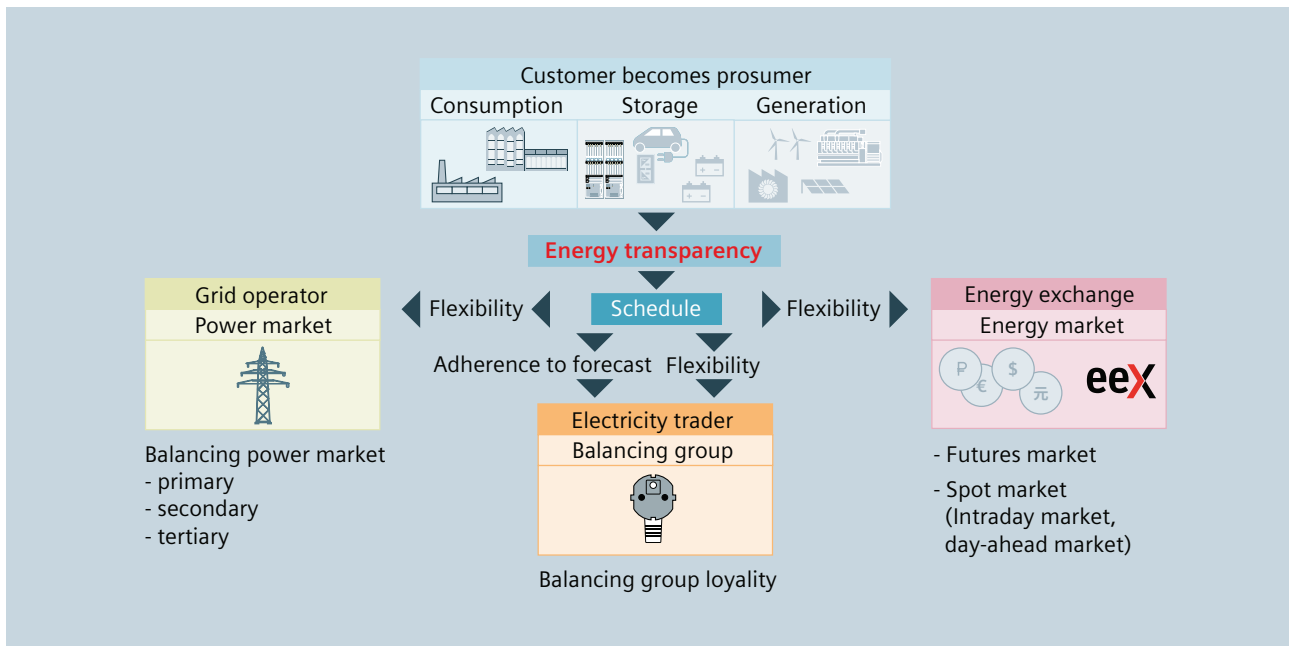 Customer becomes prosumer
Consumption
Storage
Generation
Energy transparency
Grid operator
Power market
Flexibility
Schedule
Flexibility
Energy exchange
Energy market
₽
€
$
元
eex
Adherence to forecast
Flexibility
Electricity trader
Balancing group
Balancing power market
- primary
- secondary
- tertiary
- Futures market
- Spot market
(Intraday market,
day-ahead market)
Balancing group loyality